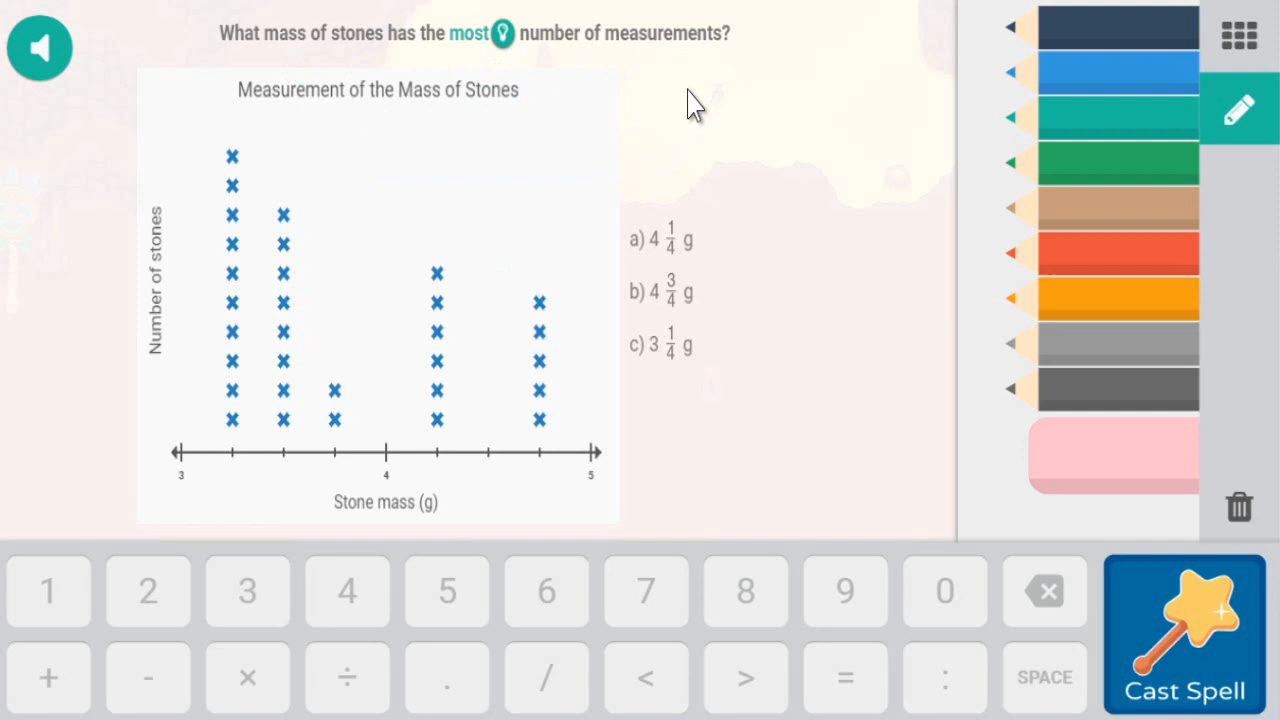 What mass of stones has the most number of measurements?
Measurement of the Mass of Stones
Number of stones
3 4 5
Stone mass (g)
a) 4 1/4 g
b) 4 3/4 g
c) 3 1/4 g
1 2 3 4 5 6 7 8 9 0
+ - × ÷ . / < > = : SPACE
Cast Spell